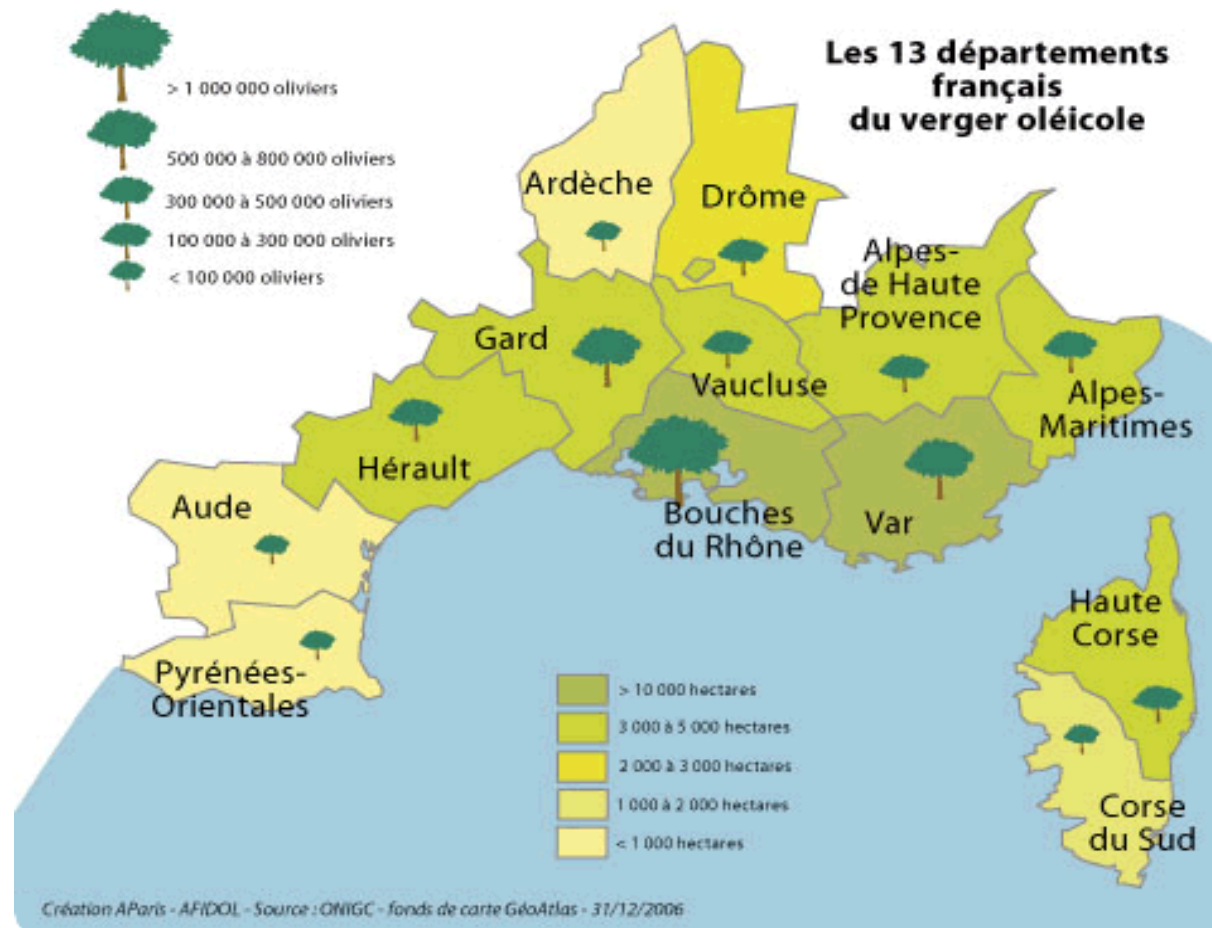 Les 13 départements
français
du verger oléicole
> 1 000 000 oliviers
500 000 à 800 000 oliviers
300 000 à 500 000 oliviers
100 000 à 300 000 oliviers
< 100 000 oliviers
Ardèche
Drôme
Alpes-
de Haute
Provence
Gard
Vaucluse
Alpes-
Maritimes
Hérault
Aude
Bouches
du Rhône
Var
Pyrénées-
Orientales
Haute
Corse
Corse
du Sud
> 10 000 hectares
3 000 à 5 000 hectares
2 000 à 3 000 hectares
1 000 à 2 000 hectares
< 1 000 hectares
Création AParis - AFIDOL - Source : ONIGC - fonds de carte GéoAtlas - 31/12/2006